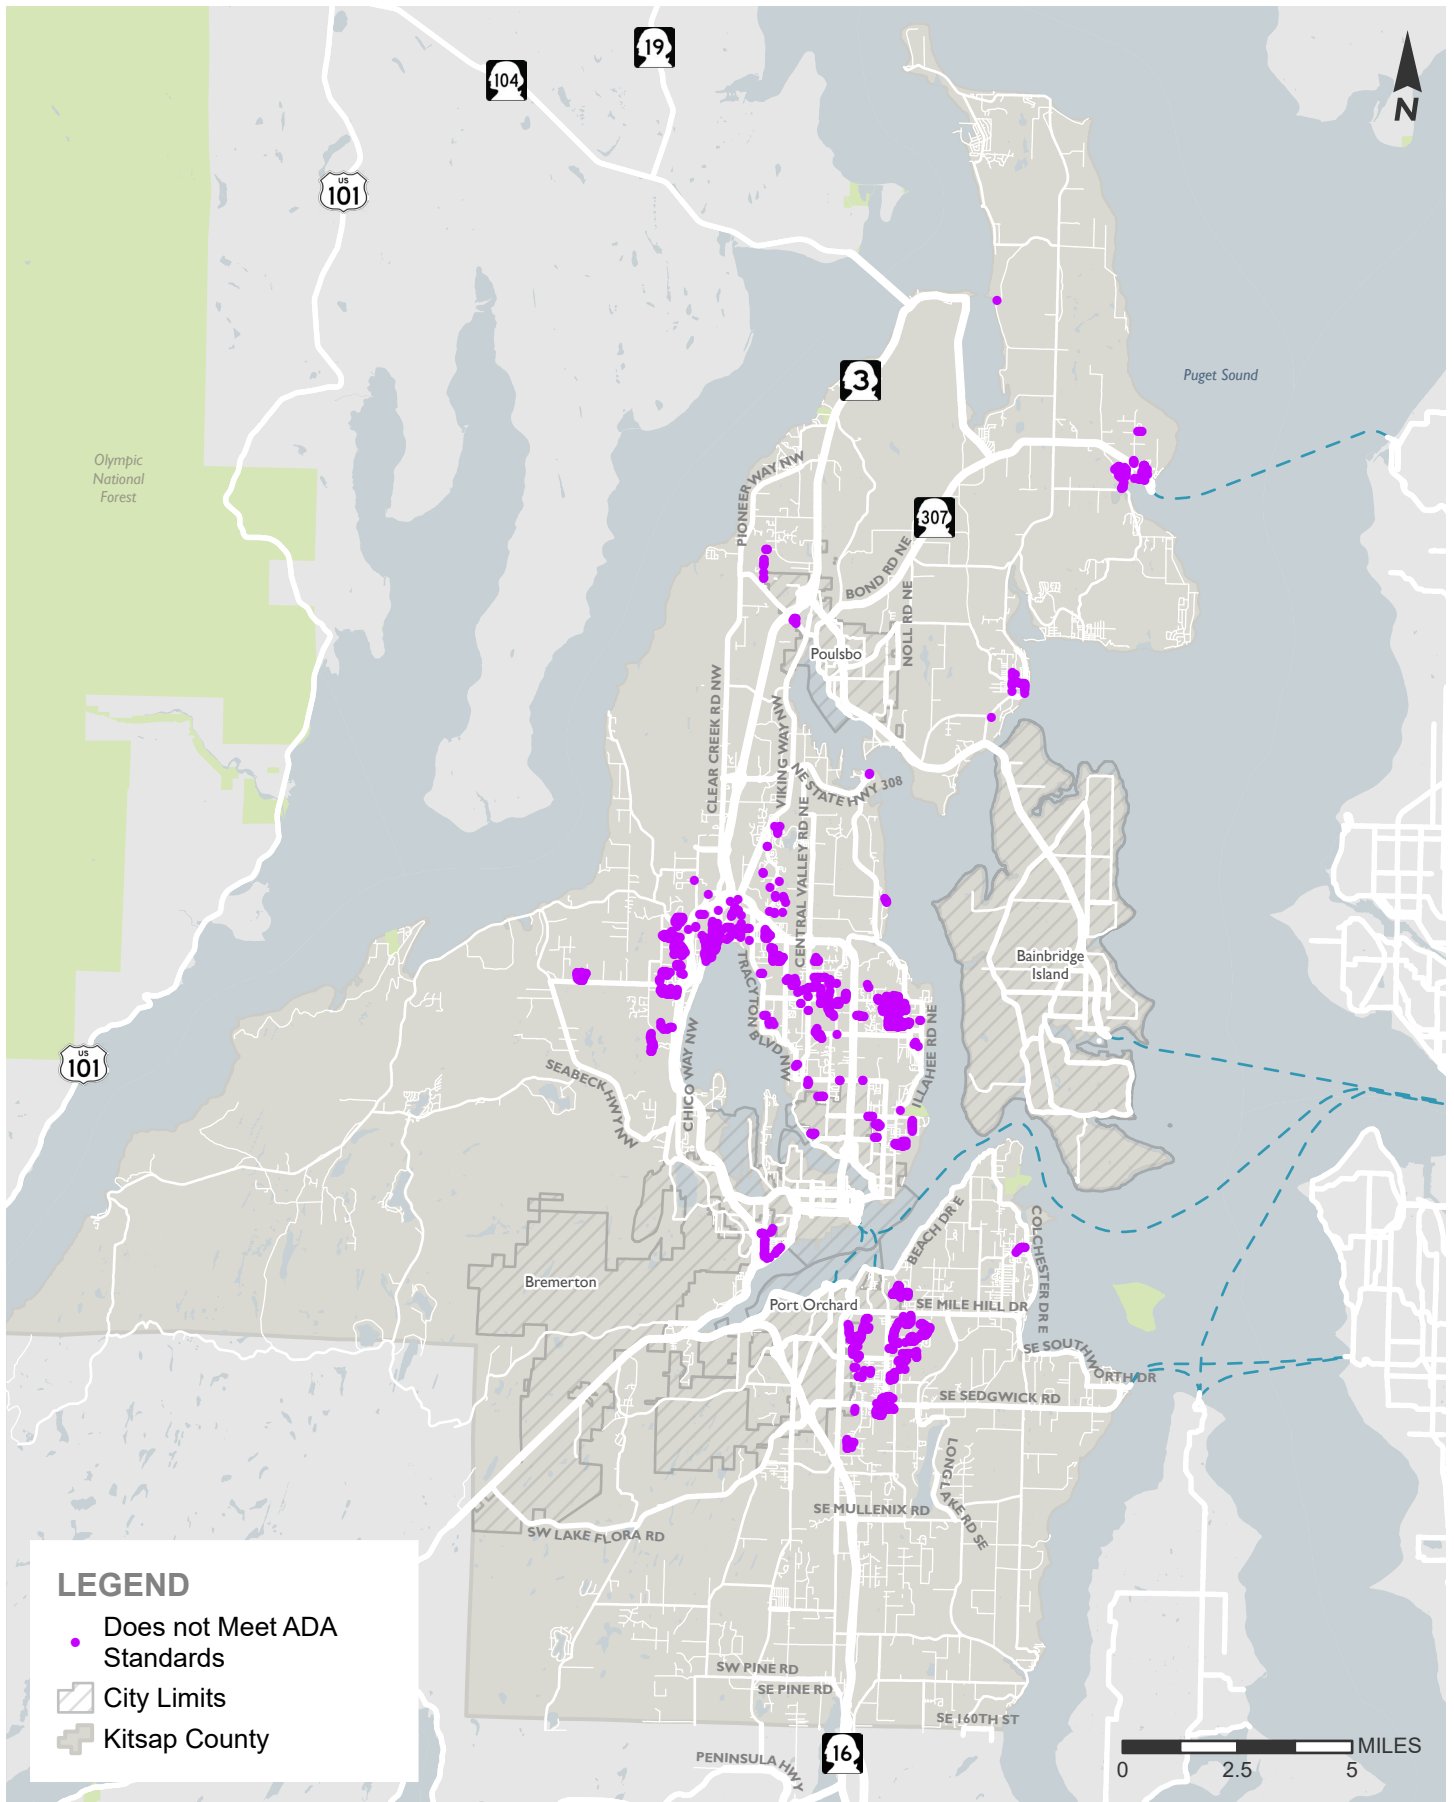 19
104
N
US
101
3
Puget Sound
Olympic
National
Forest
PIONEER WAY NW
307
BOND RD NE
NOLL RD NE
Poulsbo
CLEAR CREEK RD NW
VIKING WAY NW
NE STATE HWY 308
CENTRAL VALLEY RD NE
Bainbridge
Island
TRACYTON BLVD NW
ILLAHEE RD NE
CHICO WAY NW
US
101
SEABECK HWY NW
BEACH DR E
COLCHESTER DR E
Bremerton
Port Orchard
SE MILE HILL DR
SE SOUTHWORTH DR
SE SEDGWICK RD
LONG LAKE RD SE
SE MULLENIX RD
SW LAKE FLORA RD
LEGEND
Does not Meet ADA
Standards
City Limits
Kitsap County
SW PINE RD
SE PINE RD
SE 160TH ST
16
PENINSULA HWY
MILES
0 2.5 5